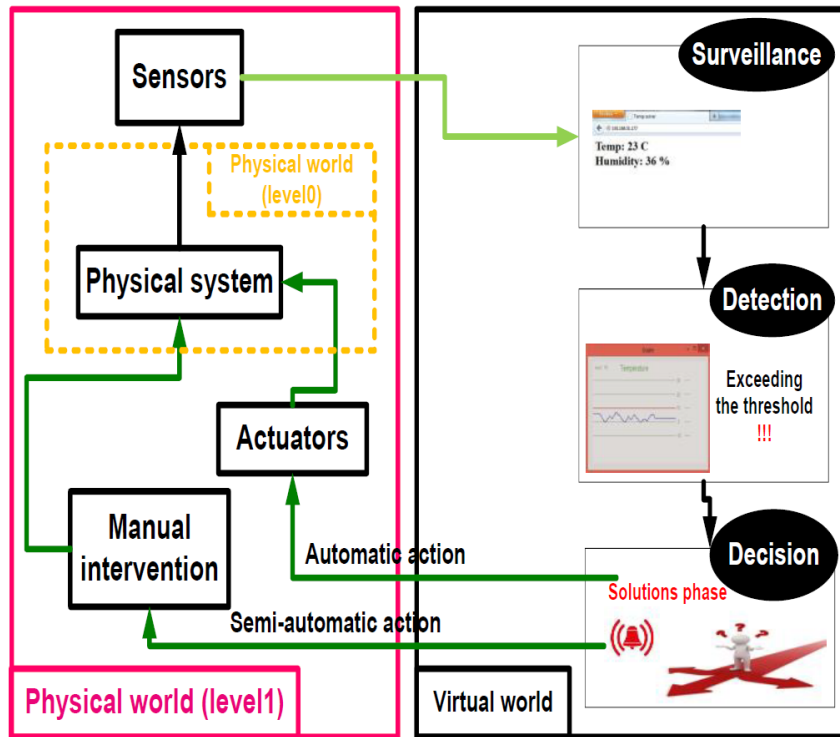 Sensors
Physical world
(level0)
Physical system
Actuators
Manual
intervention
Automatic action
Semi-automatic action
Physical world (level1)
Surveillance
Temp: 23 C
Humidity: 36 %
Detection
Temperature
Exceeding
the threshold
!!!
Decision
Solutions phase
? ? ?
Virtual world